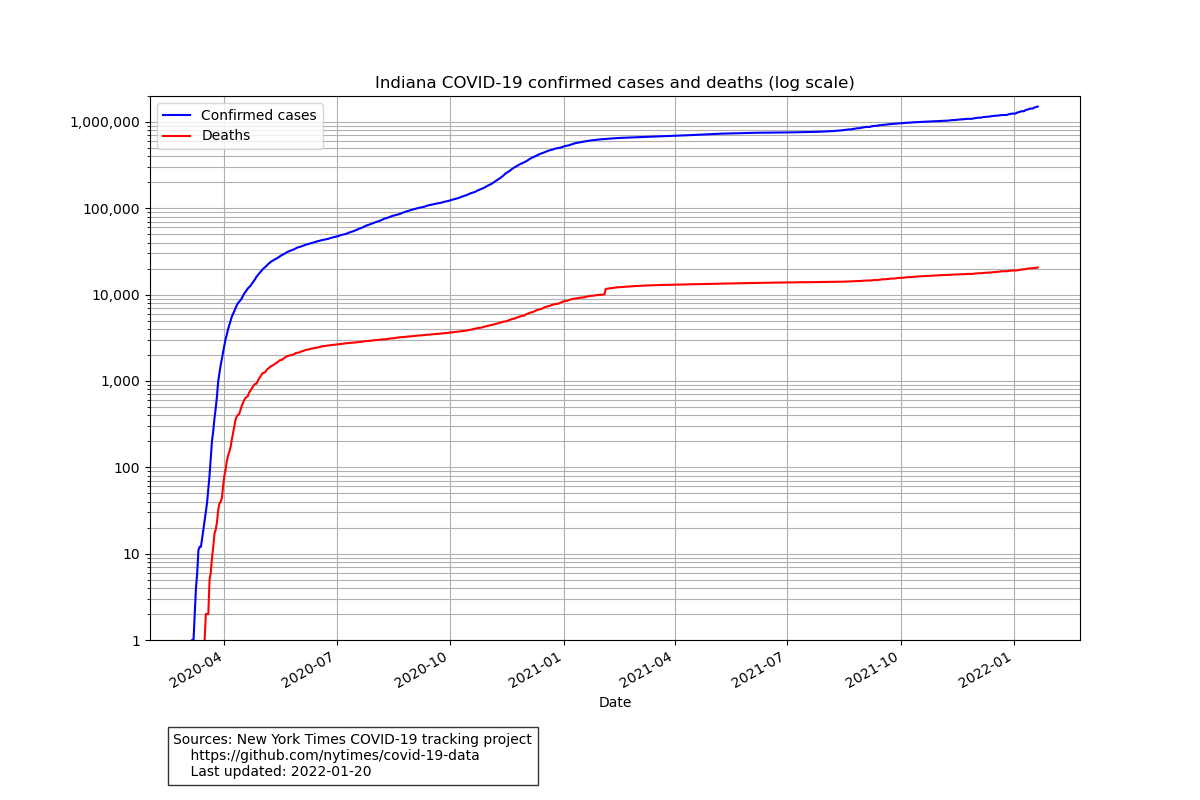 Indiana COVID-19 confirmed cases and deaths (log scale)
Confirmed cases
Deaths
1,000,000
100,000
10,000
1,000
100
10
1
2020-04
2020-07
2020-10
2021-01
2021-04
2021-07
2021-10
2022-01
Date
Sources: New York Times COVID-19 tracking project
https://github.com/nytimes/covid-19-data
Last updated: 2022-01-20